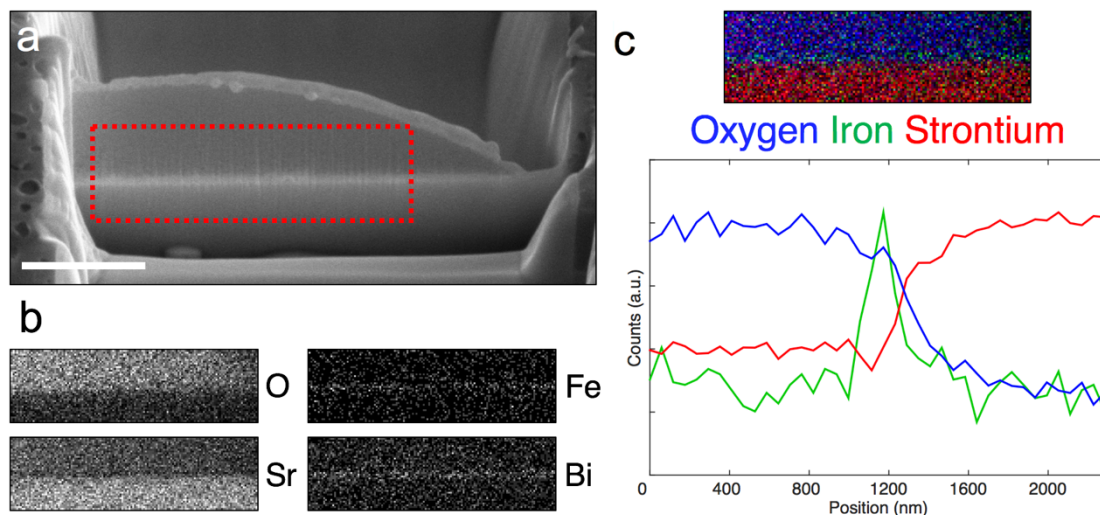 a
b
O
Fe
Sr
Bi
c
Oxygen Iron Strontium
Counts (a.u.)
0 400 800 1200 1600 2000
Position (nm)